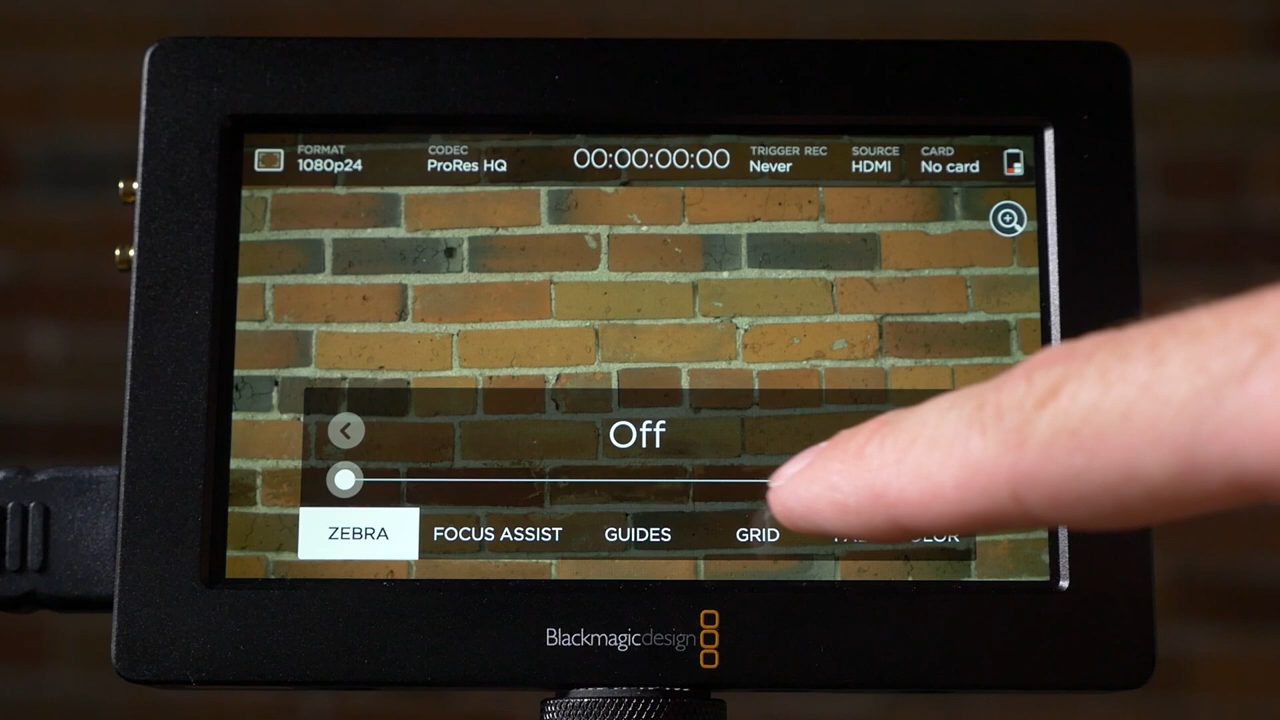 FORMAT
1080p24
CODEC
ProRes HQ
00:00:00:00
TRIGGER REC
Never
SOURCE
HDMI
CARD
No card
Off
ZEBRA
FOCUS ASSIST
GUIDES
GRID
Blackmagicdesign